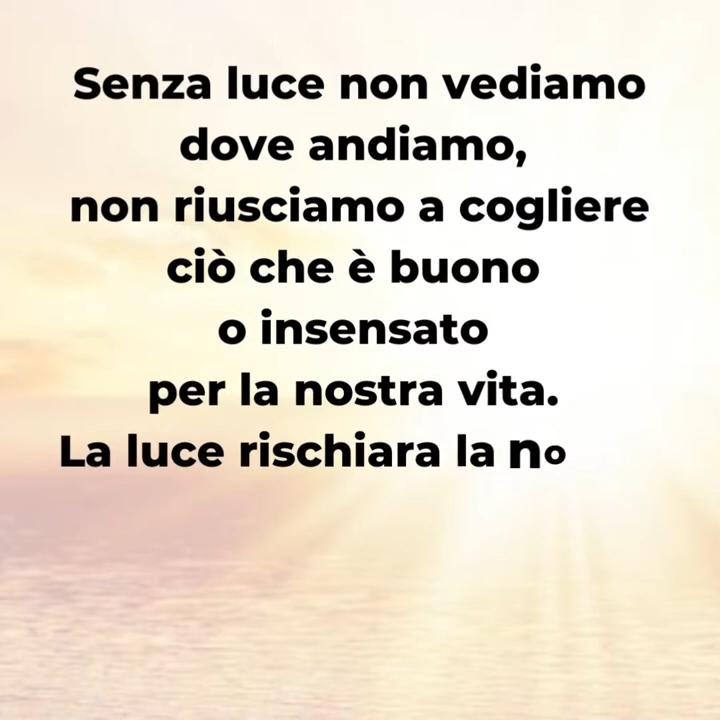 Senza luce non vediamo
dove andiamo,
non riusciamo a cogliere
ciò che è buono
o insensato
per la nostra vita.
La luce rischiara la no